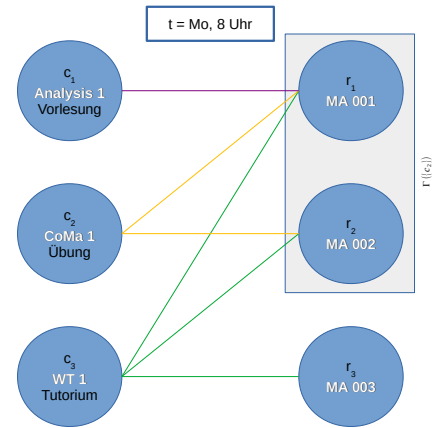 t = Mo, 8 Uhr
c₁
Analysis 1
Vorlesung
r₁
MA 001
c₂
CoMa 1
Übung
r₂
MA 002
Γ({c₂})
c₃
WT 1
Tutorium
r₃
MA 003